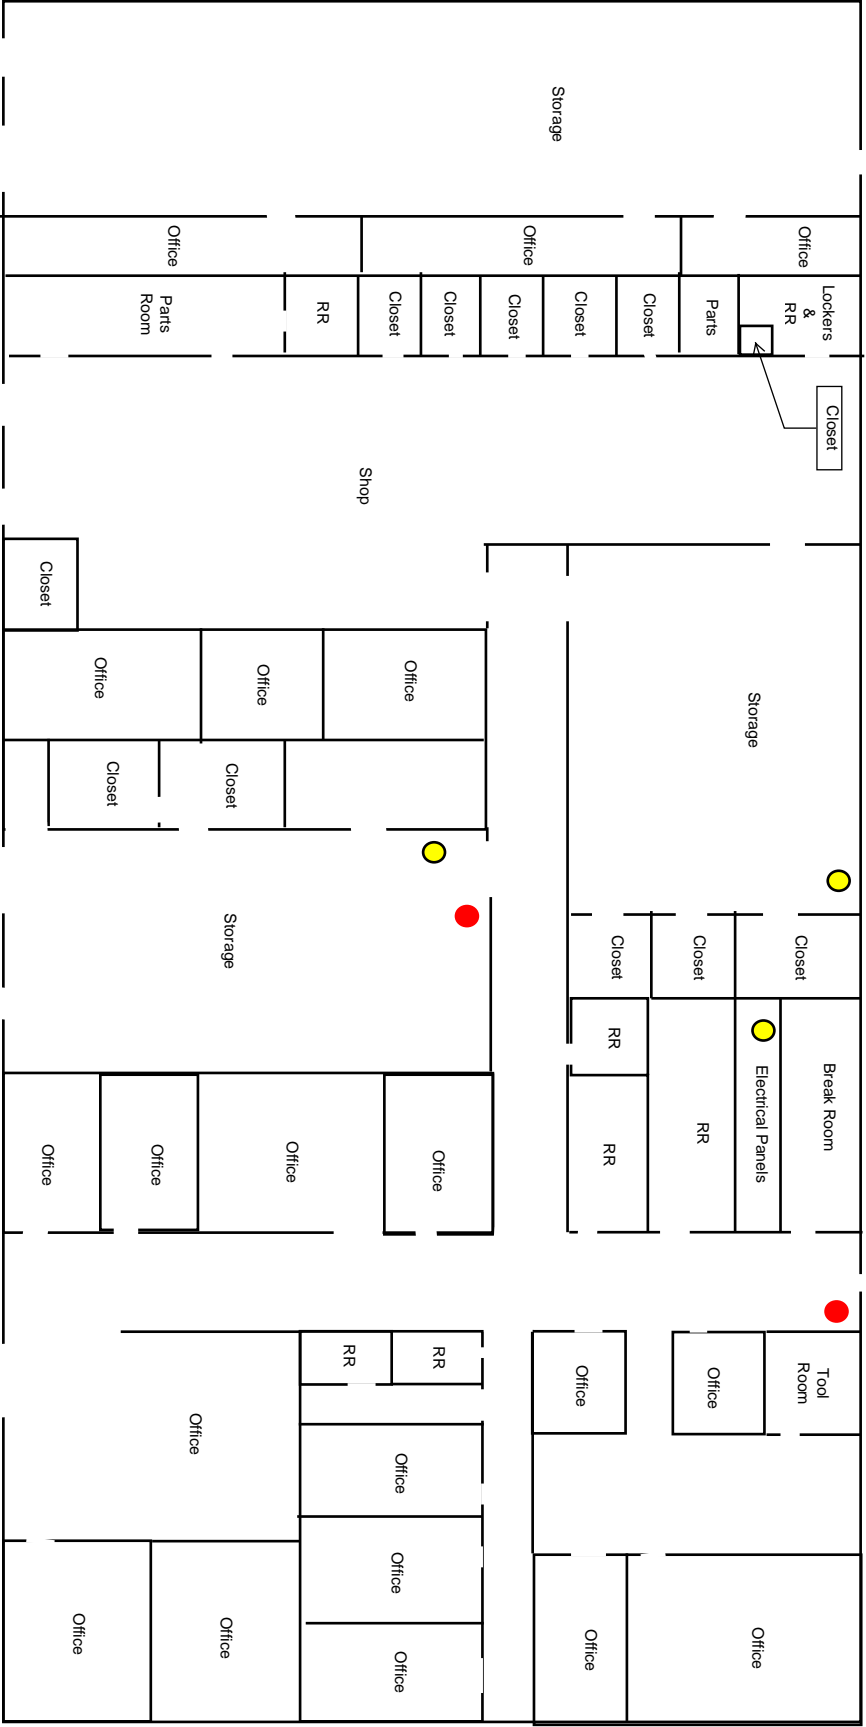 Storage
Office
Office
Office
Parts
Room
RR
Closet
Closet
Closet
Closet
Closet
Parts
Lockers
&
RR
Closet
Shop
Closet
Office
Office
Office
Storage
Closet
Closet
Storage
Closet
Closet
Closet
RR
Office
Office
Office
Office
RR
RR
Electrical Panels
Break Room
RR
RR
Office
Office
Tool
Room
Office
Office
Office
Office
Office
Office
Office
Office